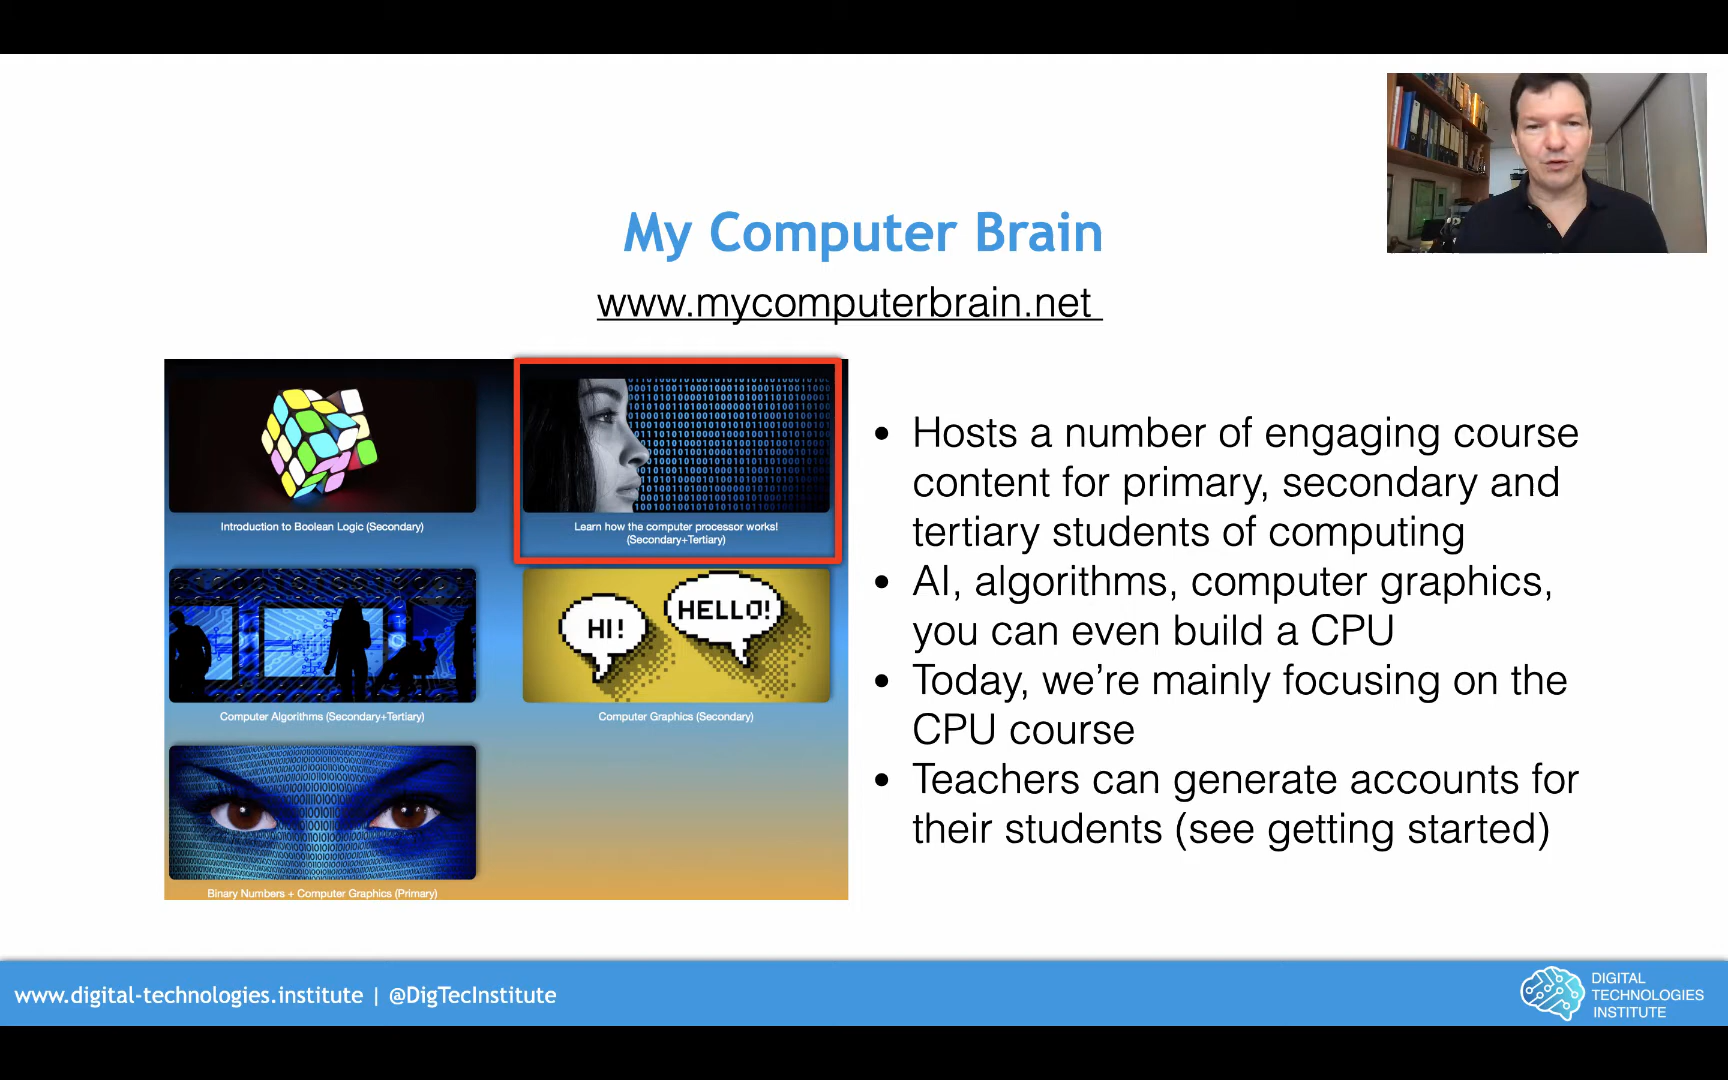 My Computer Brain
www.mycomputerbrain.net
Introduction to Boolean Logic (Secondary)
Learn how the computer processor works!
(Secondary+Tertiary)
HI!
HELLO!
Computer Algorithms (Secondary+Tertiary)
Computer Graphics (Secondary)
Binary Numbers + Computer Graphics (Primary)
• Hosts a number of engaging course
content for primary, secondary and
tertiary students of computing
• AI, algorithms, computer graphics,
you can even build a CPU
• Today, we’re mainly focusing on the
CPU course
• Teachers can generate accounts for
their students (see getting started)
www.digital-technologies.institute | @DigTecInstitute
DIGITAL
TECHNOLOGIES
INSTITUTE